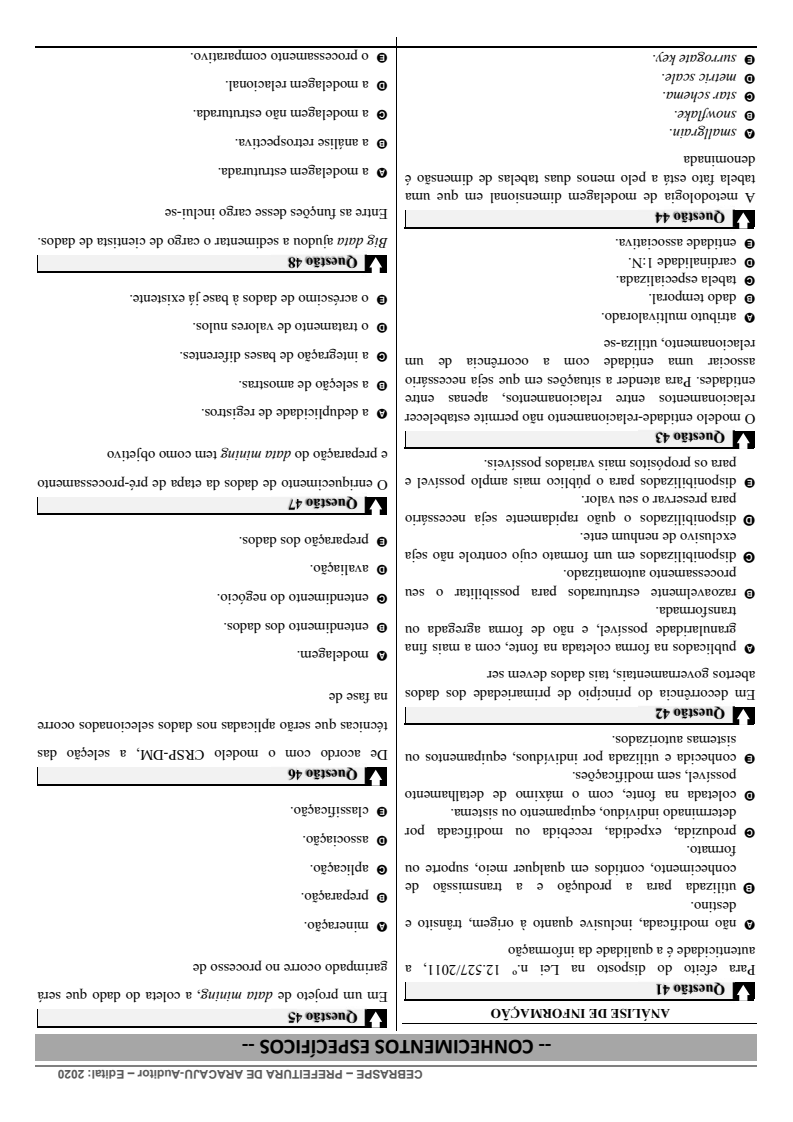 CEBRASPE – PREFEITURA DE ARACAJU-Auditor – Edital: 2020
-- CONHECIMENTOS ESPECÍFICOS --
ANÁLISE DE INFORMAÇÃO
Questão 41
Para efeito do disposto na Lei n.º 12.527/2011, a
autenticidade é a qualidade da informação
A não modificada, inclusive quanto à origem, trânsito e
destino.
B utilizada para a produção e a transmissão de
conhecimento, contidos em qualquer meio, suporte ou
formato.
C produzida, expedida, recebida ou modificada por
determinado indivíduo, equipamento ou sistema.
D coletada na fonte, com o máximo de detalhamento
possível, sem modificações.
E conhecida e utilizada por indivíduos, equipamentos ou
sistemas autorizados.
Questão 42
Em decorrência do princípio de primariedade dos dados
abertos governamentais, tais dados devem ser
A publicados na forma coletada na fonte, com a mais fina
granularidade possível, e não de forma agregada ou
transformada.
B razoavelmente estruturados para possibilitar o seu
processamento automatizado.
C disponibilizados em um formato cujo controle não seja
exclusivo de nenhum ente.
D disponibilizados o quão rapidamente seja necessário
para preservar o seu valor.
E disponibilizados para o público mais amplo possível e
para os propósitos mais variados possíveis.
Questão 43
O modelo entidade-relacionamento não permite estabelecer
relacionamentos entre relacionamentos, apenas entre
entidades. Para atender a situações em que seja necessário
associar uma entidade com a ocorrência de um
relacionamento, utiliza-se
A atributo multivalorado.
B dado temporal.
C tabela especializada.
D cardinalidade 1:N.
E entidade associativa.
Questão 44
A metodologia de modelagem dimensional em que uma
tabela fato está a pelo menos duas tabelas de dimensão é
denominada
A smallgrain.
B snowflake.
C star schema.
D metric scale.
E surrogate key.
Questão 45
Em um projeto de data mining, a coleta do dado que será
garimpado ocorre no processo de
A mineração.
B preparação.
C aplicação.
D associação.
E classificação.
Questão 46
De acordo com o modelo CRSP-DM, a seleção das
técnicas que serão aplicadas nos dados selecionados ocorre
na fase de
A modelagem.
B entendimento dos dados.
C entendimento do negócio.
D avaliação.
E preparação dos dados.
Questão 47
O enriquecimento de dados da etapa de pré-processamento
e preparação do data mining tem como objetivo
A a deduplicidade de registros.
B a seleção de amostras.
C a integração de bases diferentes.
D o tratamento de valores nulos.
E o acréscimo de dados à base já existente.
Questão 48
Big data ajudou a sedimentar o cargo de cientista de dados.
Entre as funções desse cargo inclui-se
A a modelagem estruturada.
B a análise retrospectiva.
C a modelagem não estruturada.
D a modelagem relacional.
E o processamento comparativo.